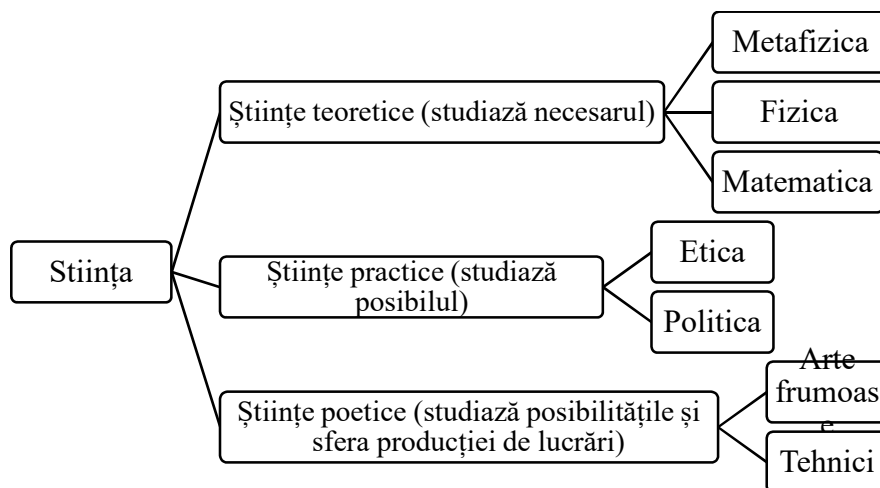 Metafizica
Științe teoretice (studiază necesarul)
Fizica
Matematica
Stiința
Științe practice (studiază
posibilul)
Etica
Politica
Științe poetice (studiază posibilitățile și
sfera producției de lucrări)
Arte
frumoas
e
Tehnici